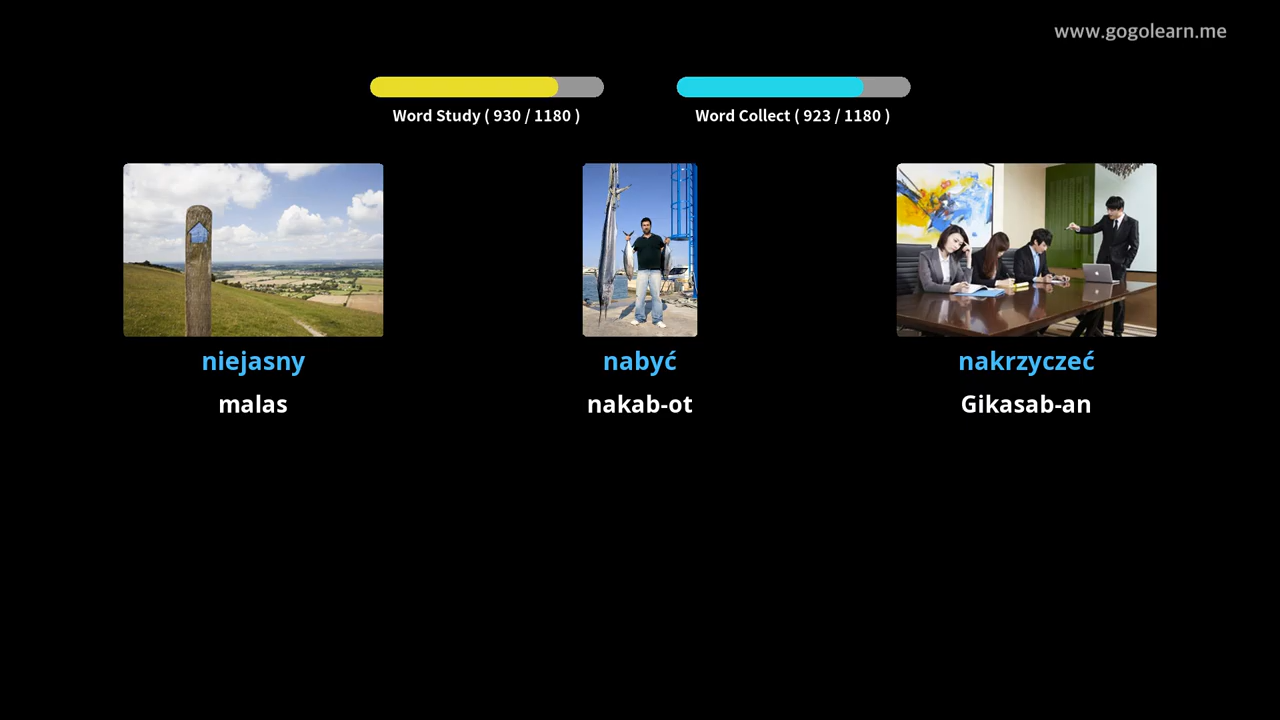 www.gogolearn.me
Word Study ( 930 / 1180 )
Word Collect ( 923 / 1180 )
niejasny
nabyć
nakrzyczeć
malas
nakab-ot
Gikasab-an